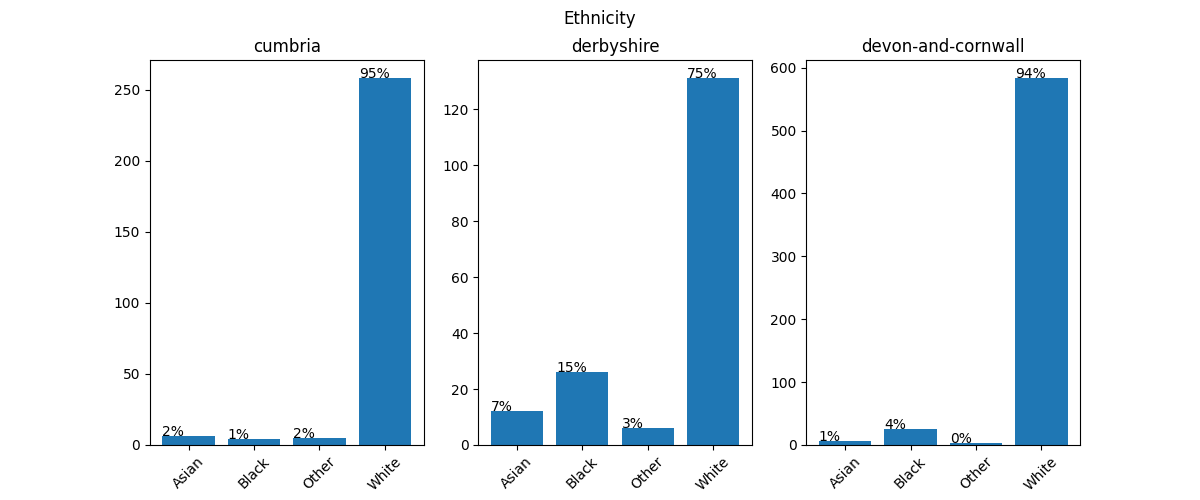 Ethnicity
cumbria
derbyshire
devon-and-cornwall
250
200
150
100
50
0
95%
2%
1%
2%
Asian
Black
Other
White
120
100
80
60
40
20
0
75%
7%
15%
3%
Asian
Black
Other
White
600
500
400
300
200
100
0
94%
1%
4%
0%
Asian
Black
Other
White